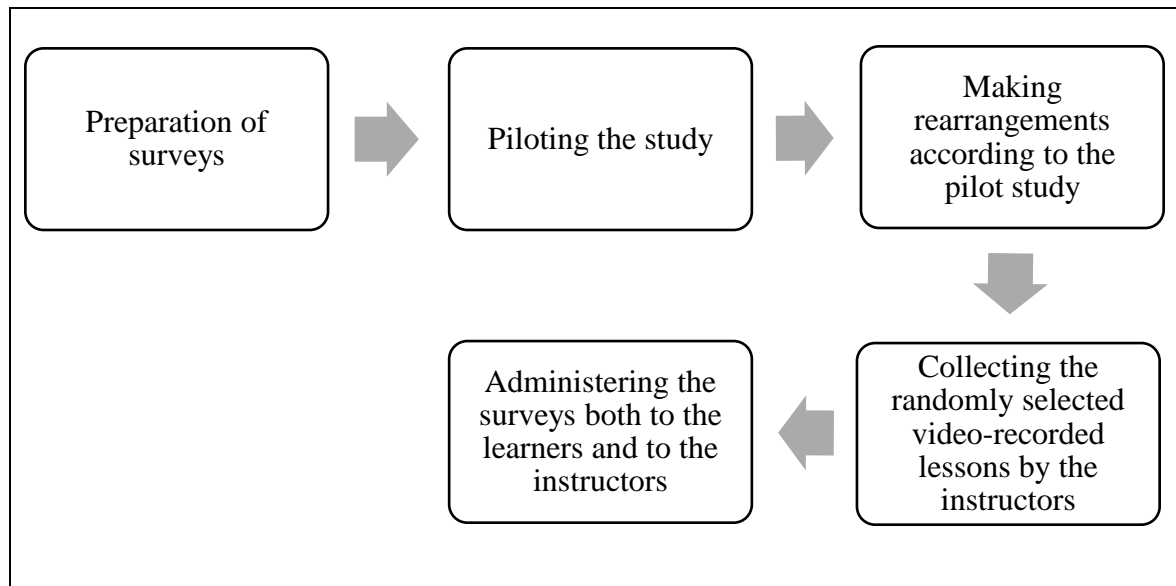 Preparation of
surveys
Piloting the study
Making
rearrangements
according to the
pilot study
Collecting the
randomly selected
video-recorded
lessons by the
instructors
Administering the
surveys both to the
learners and to the
instructors